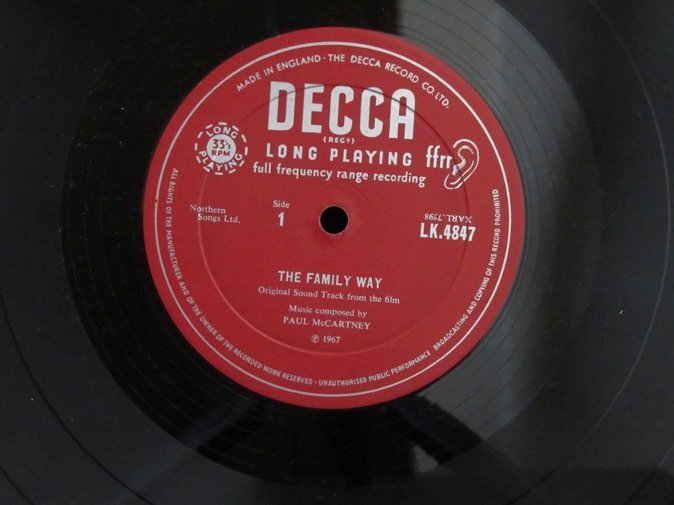 MADE IN ENGLAND · THE DECCA RECORD CO. LTD.
DECCA
(REGD)
LONG PLAYING ffrr
full frequency range recording
LONG
33⅓
RPM
PLAYING
Northern
Songs Ltd.
Side
1
XARL.7598
LK.4847
THE FAMILY WAY
Original Sound Track from the film
Music composed by
PAUL McCARTNEY
℗ 1967
ALL RIGHTS OF THE MANUFACTURER AND OF THE OWNER OF THE RECORDED WORK RESERVED · UNAUTHORISED PUBLIC PERFORMANCE BROADCASTING AND COPYING OF THIS RECORD PROHIBITED